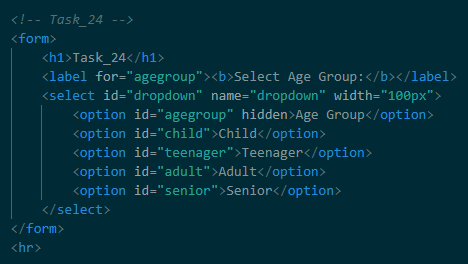 <!-- Task_24 -->
<form>
<h1>Task_24</h1>
<label for="agegroup"><b>Select Age Group:</b></label>
<select id="dropdown" name="dropdown" width="100px">
<option id="agegroup" hidden>Age Group</option>
<option id="child">Child</option>
<option id="teenager">Teenager</option>
<option id="adult">Adult</option>
<option id="senior">Senior</option>
</select>
</form>
<hr>